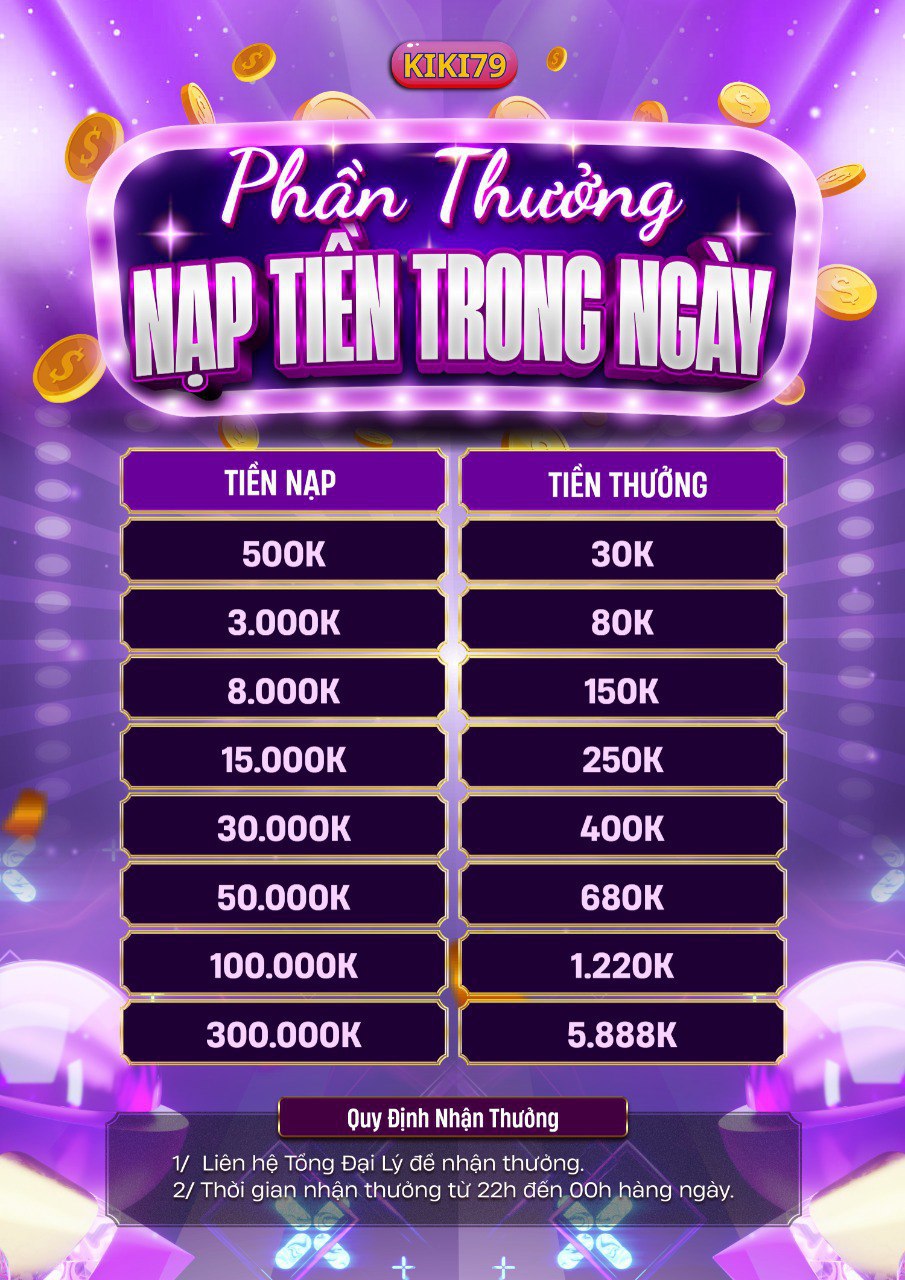 KIKI79
Phần Thưởng
NẠP TIỀN TRONG NGÀY
TIỀN NẠP TIỀN THƯỞNG
500K 30K
3.000K 80K
8.000K 150K
15.000K 250K
30.000K 400K
50.000K 680K
100.000K 1.220K
300.000K 5.888K
Quy Định Nhận Thưởng
1/ Liên hệ Tổng Đại Lý để nhận thưởng.
2/ Thời gian nhận thưởng từ 22h đến 00h hàng ngày.